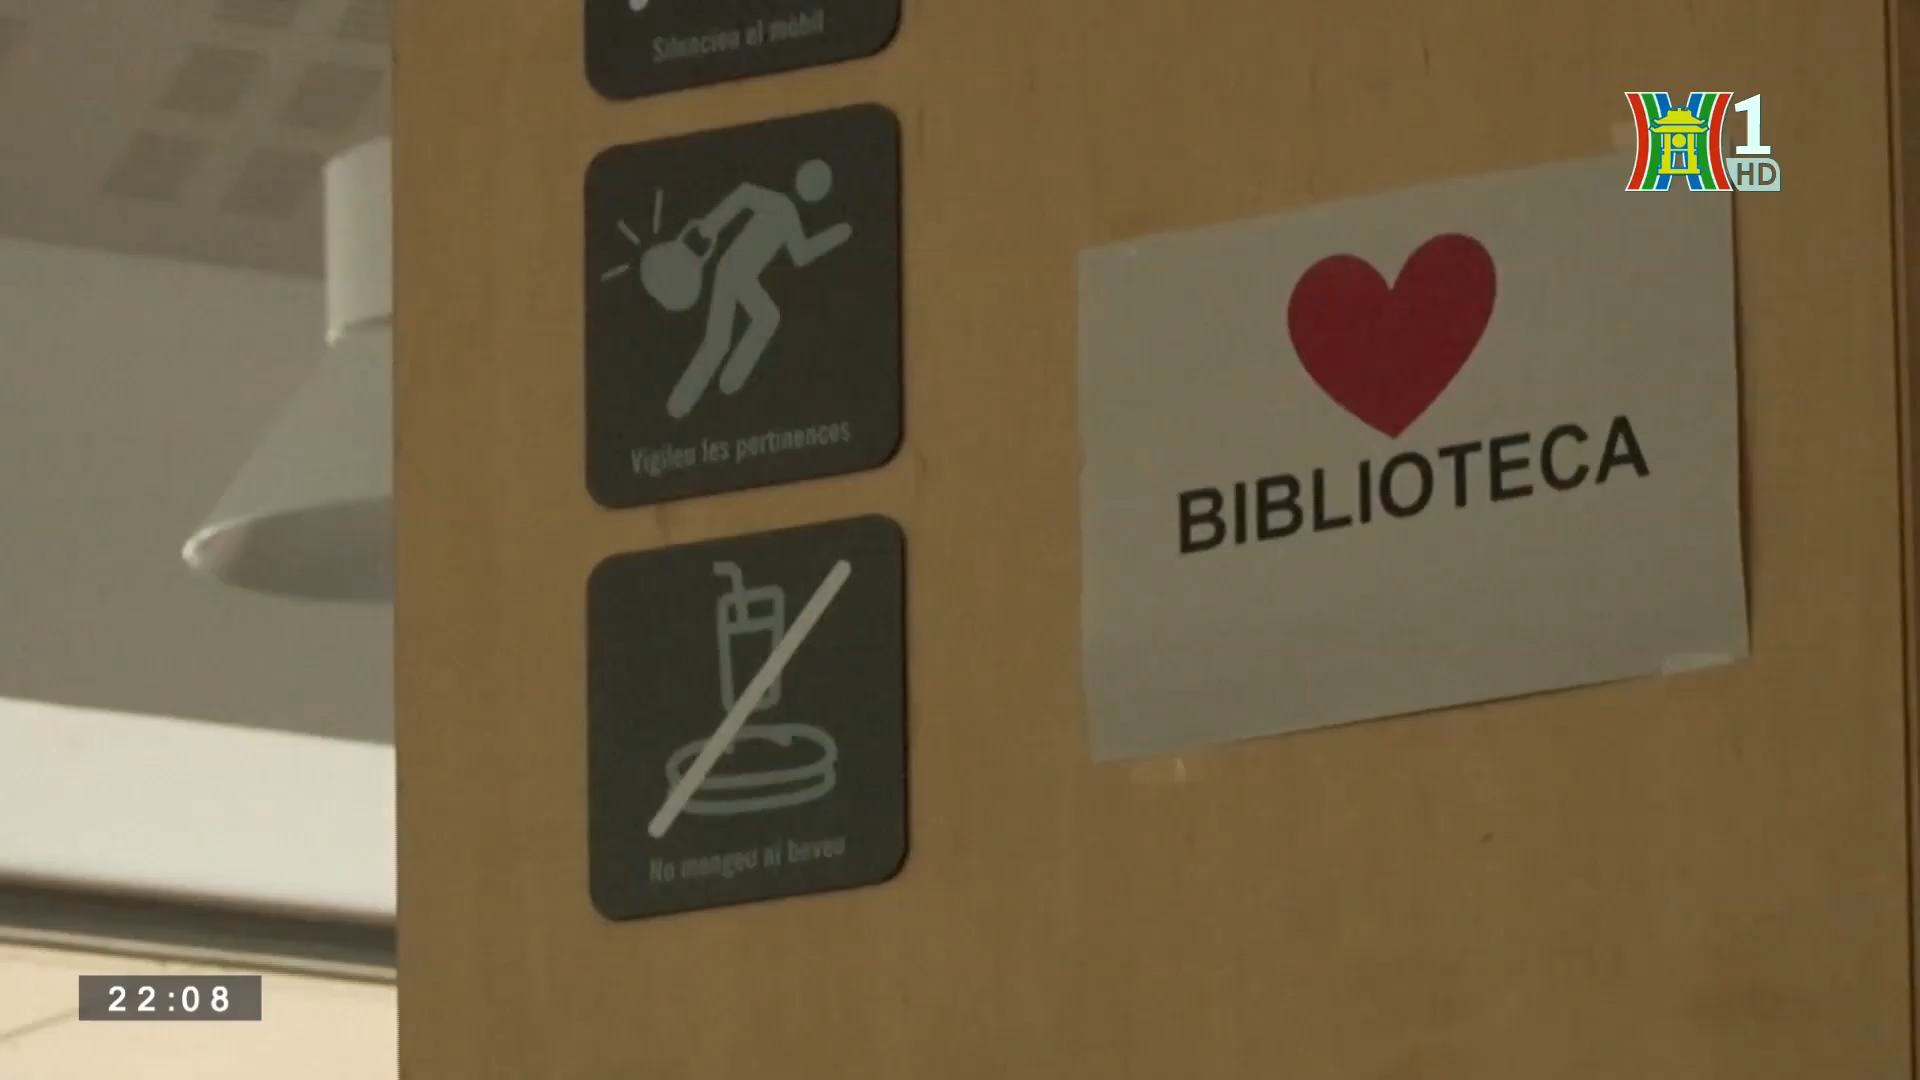 Silencieu el mòbil
1
HD
Vigileu les pertinences
BIBLIOTECA
No mengeu ni beveu
22:08